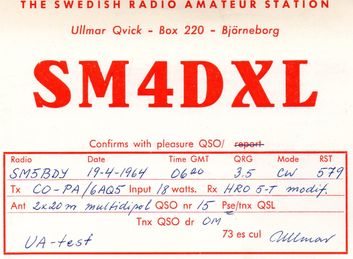 THE SWEDISH RADIO AMATEUR STATION
Ullmar Qvick - Box 220 - Björneborg
SM4DXL
Confirms with pleasure QSO/ report
Radio Date Time GMT QRG Mode RST
SM5BDY 19-4-1964 0600 3.5 CW 579
Tx CO-PA/6AQ5 Input 18 watts. Rx HRO 5-T modif.
Ant 2x20 m multidipol QSO nr 15 Pse/tnx QSL
Tnx QSO dr OM
UA-test 73 es cul Ullmar